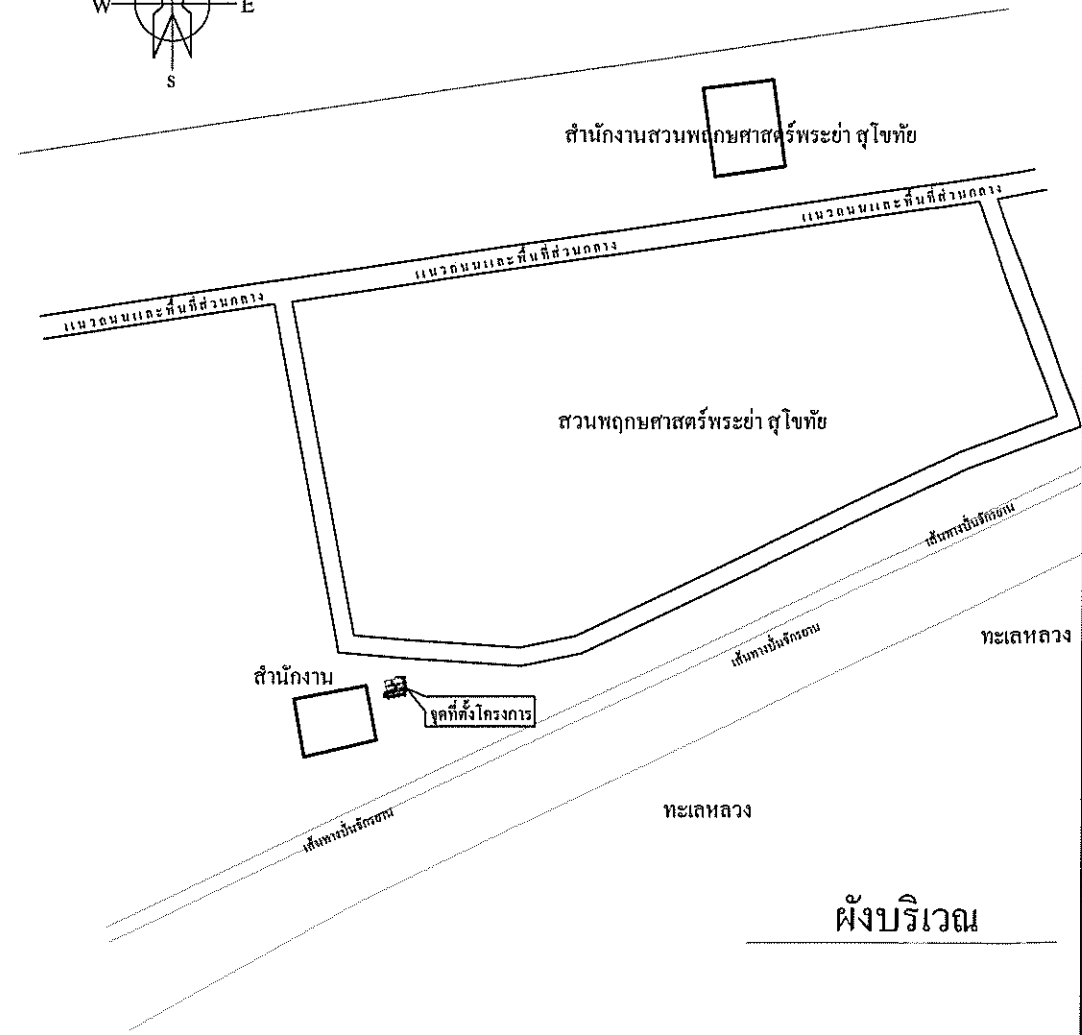 W E
S
สำนักงานสวนพฤกษศาสตร์พระย่า สุโขทัย
แนวถนนและพื้นที่ส่วนกลาง
แนวถนนและพื้นที่ส่วนกลาง
แนวถนนและพื้นที่ส่วนกลาง
สวนพฤกษศาสตร์พระย่า สุโขทัย
เส้นทางปั่นจักรยาน
เส้นทางปั่นจักรยาน
ทะเลหลวง
สำนักงาน
จุดที่ตั้งโครงการ
ทะเลหลวง
เส้นทางปั่นจักรยาน
ผังบริเวณ